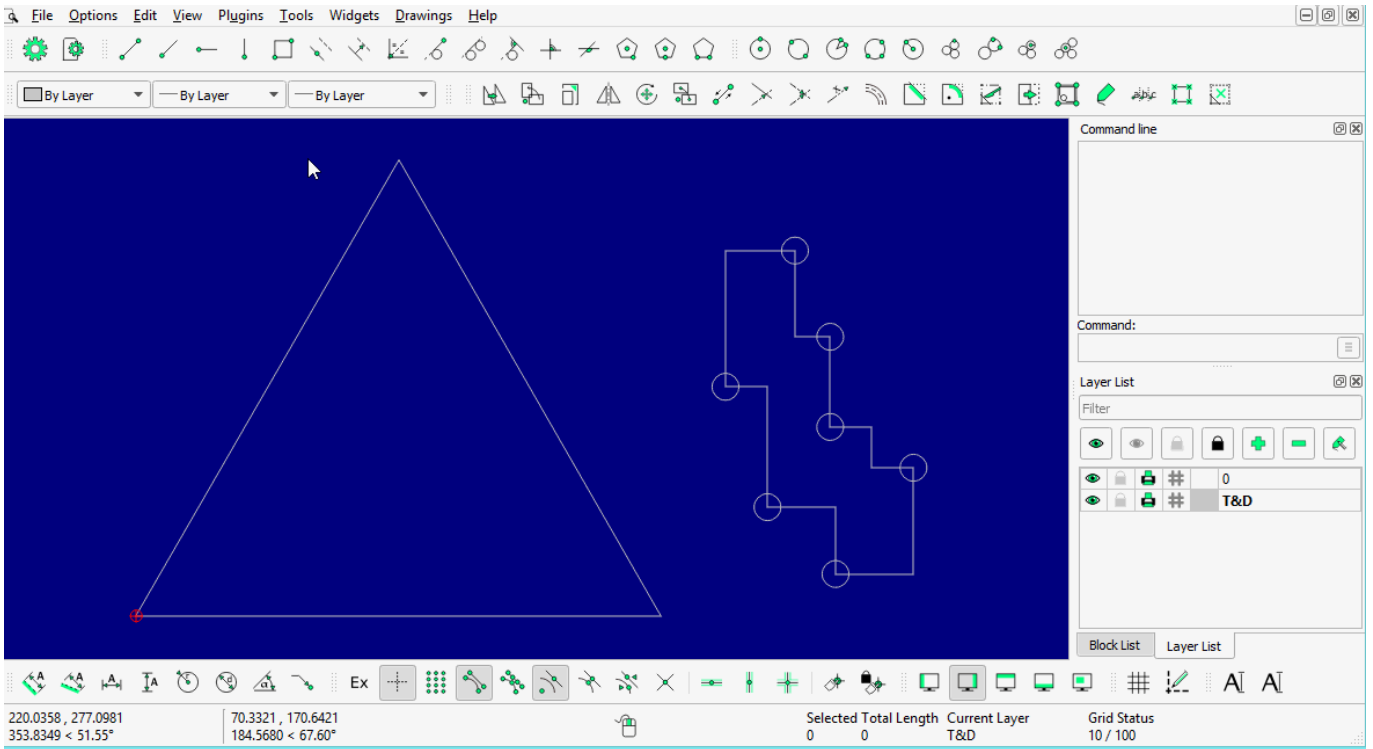 File Options Edit View Plugins Tools Widgets Drawings Help
By Layer By Layer By Layer
Command line
Command:
Layer List
Filter
0
T&D
Block List Layer List
Ex
220.0358 , 277.0981 70.3321 , 170.6421 Selected Total Length Current Layer Grid Status
353.8349 < 51.55° 184.5680 < 67.60° 0 0 T&D 10 / 100